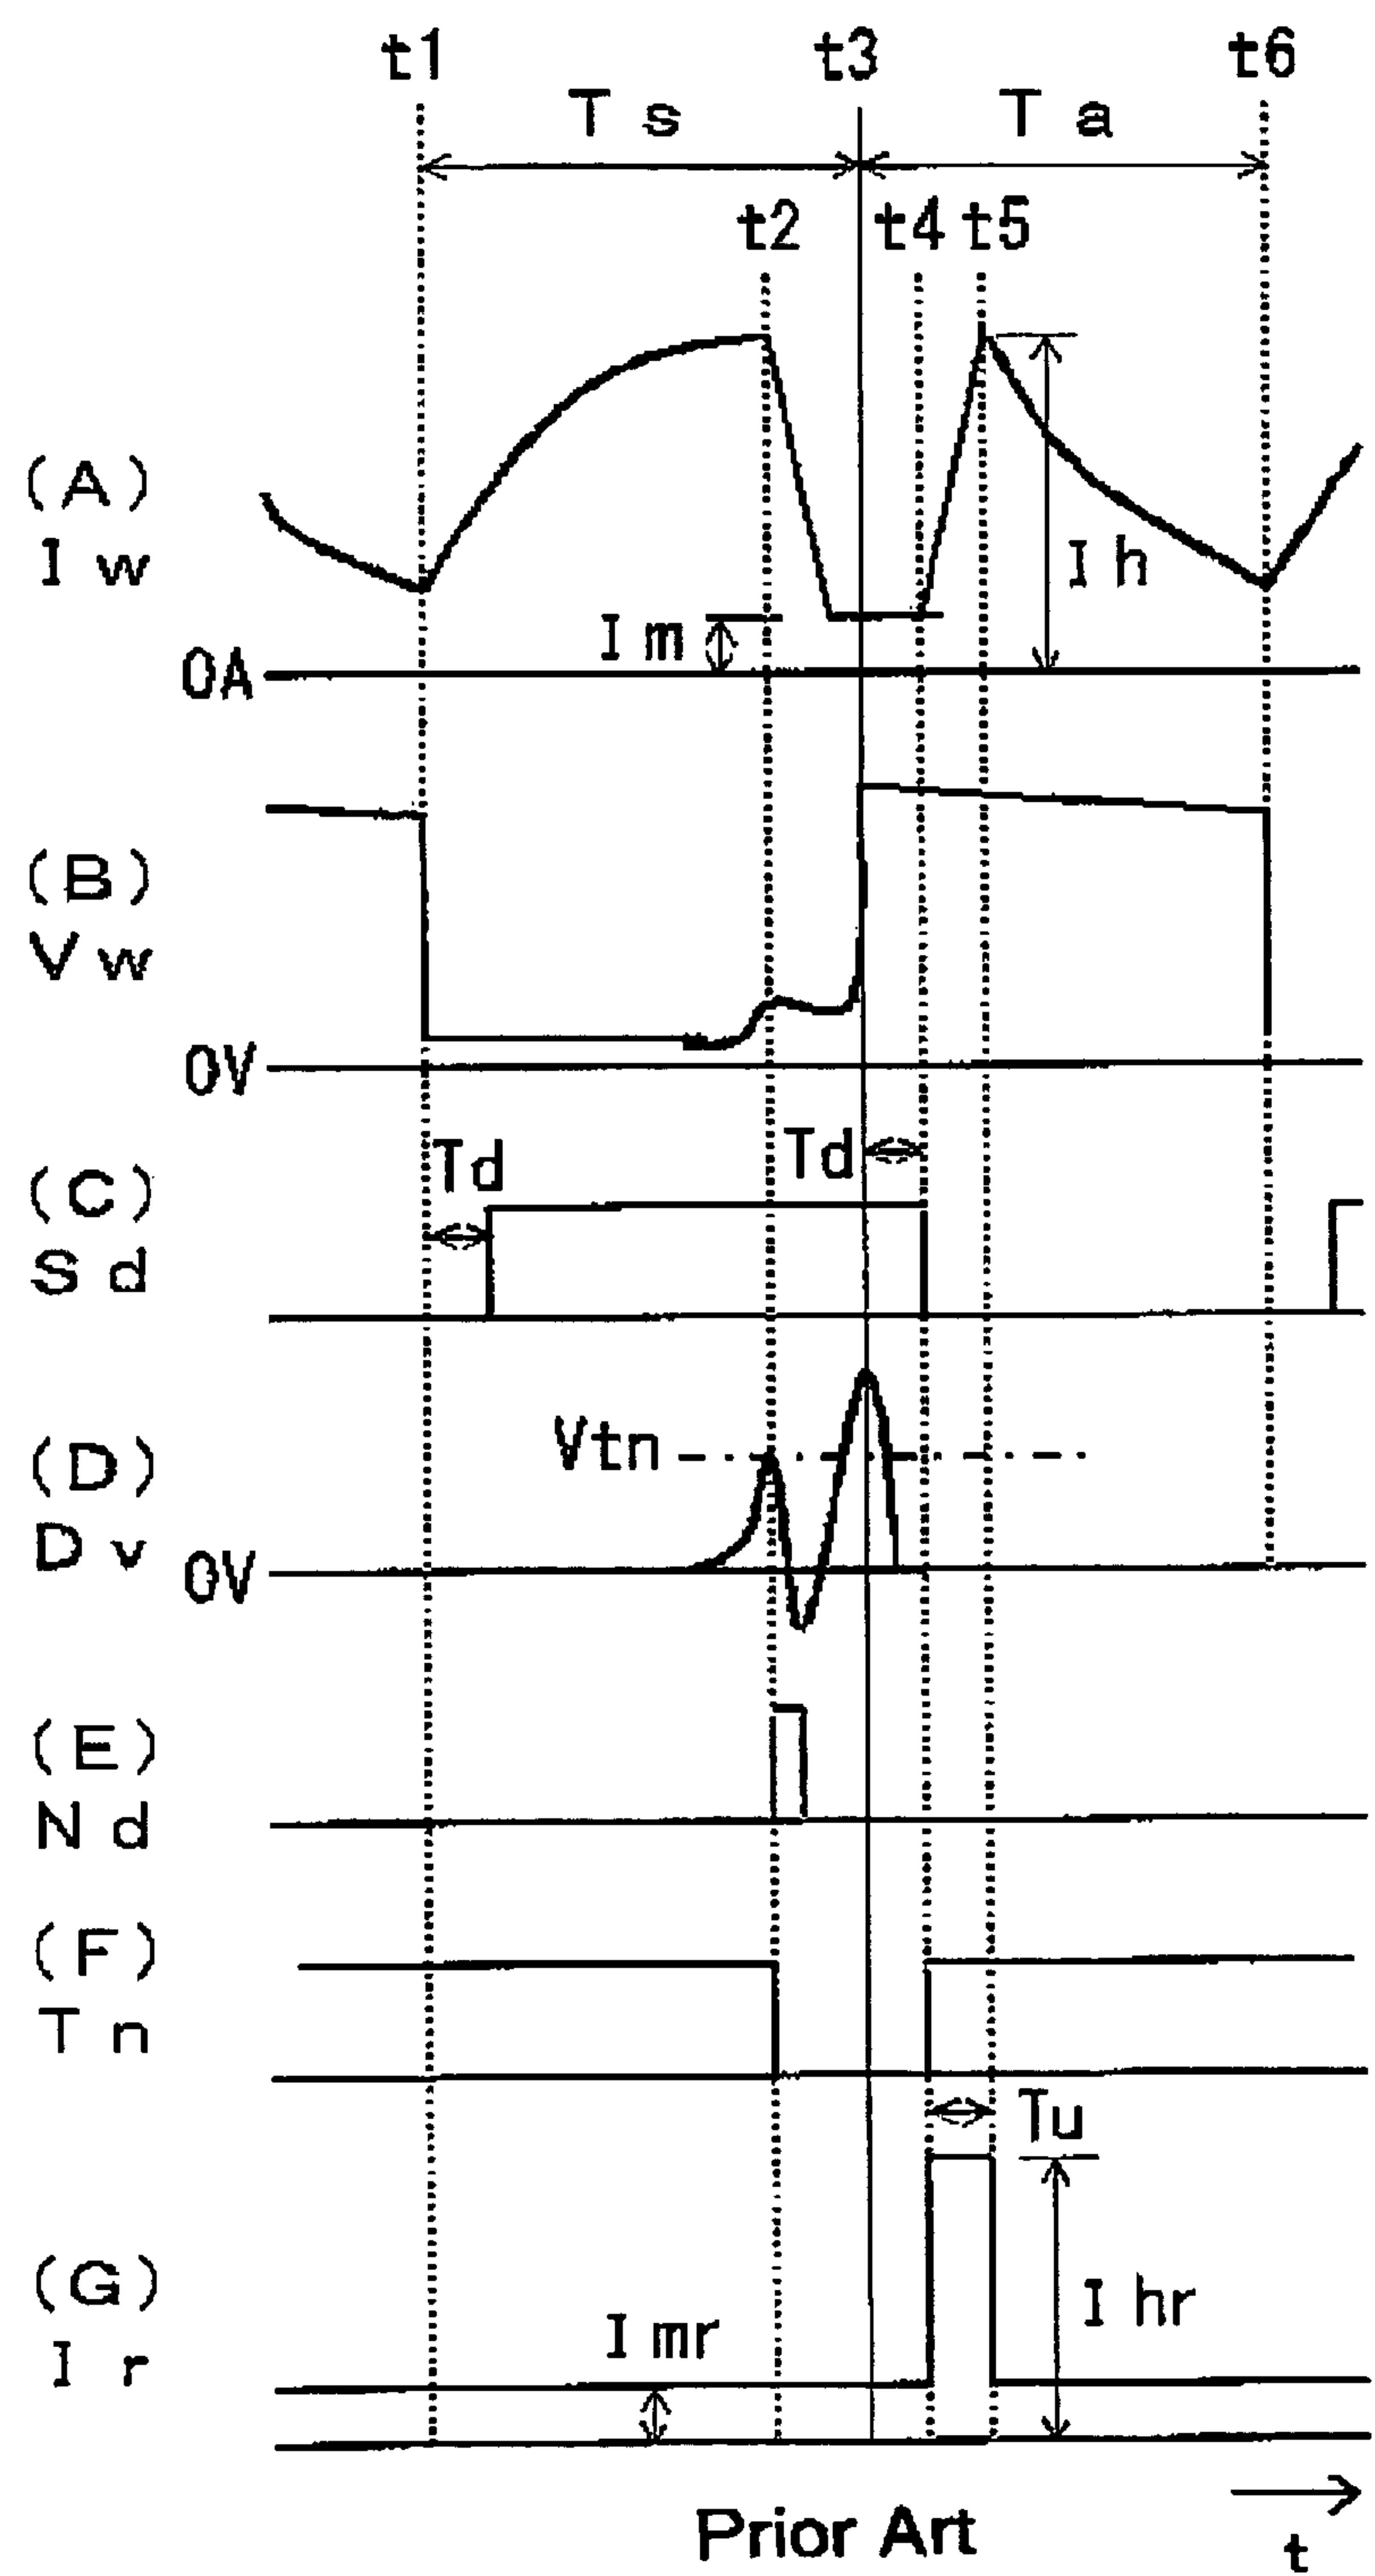 t1 t3 t6
T s T a
t2 t4 t5
(A)
I w
I h
I m
0A
(B)
V w
0V
Td Td
(C)
S d
Vtn
(D)
D v
0V
(E)
N d
(F)
T n
Tu
(G)
I r
I mr
I hr
Prior Art
t